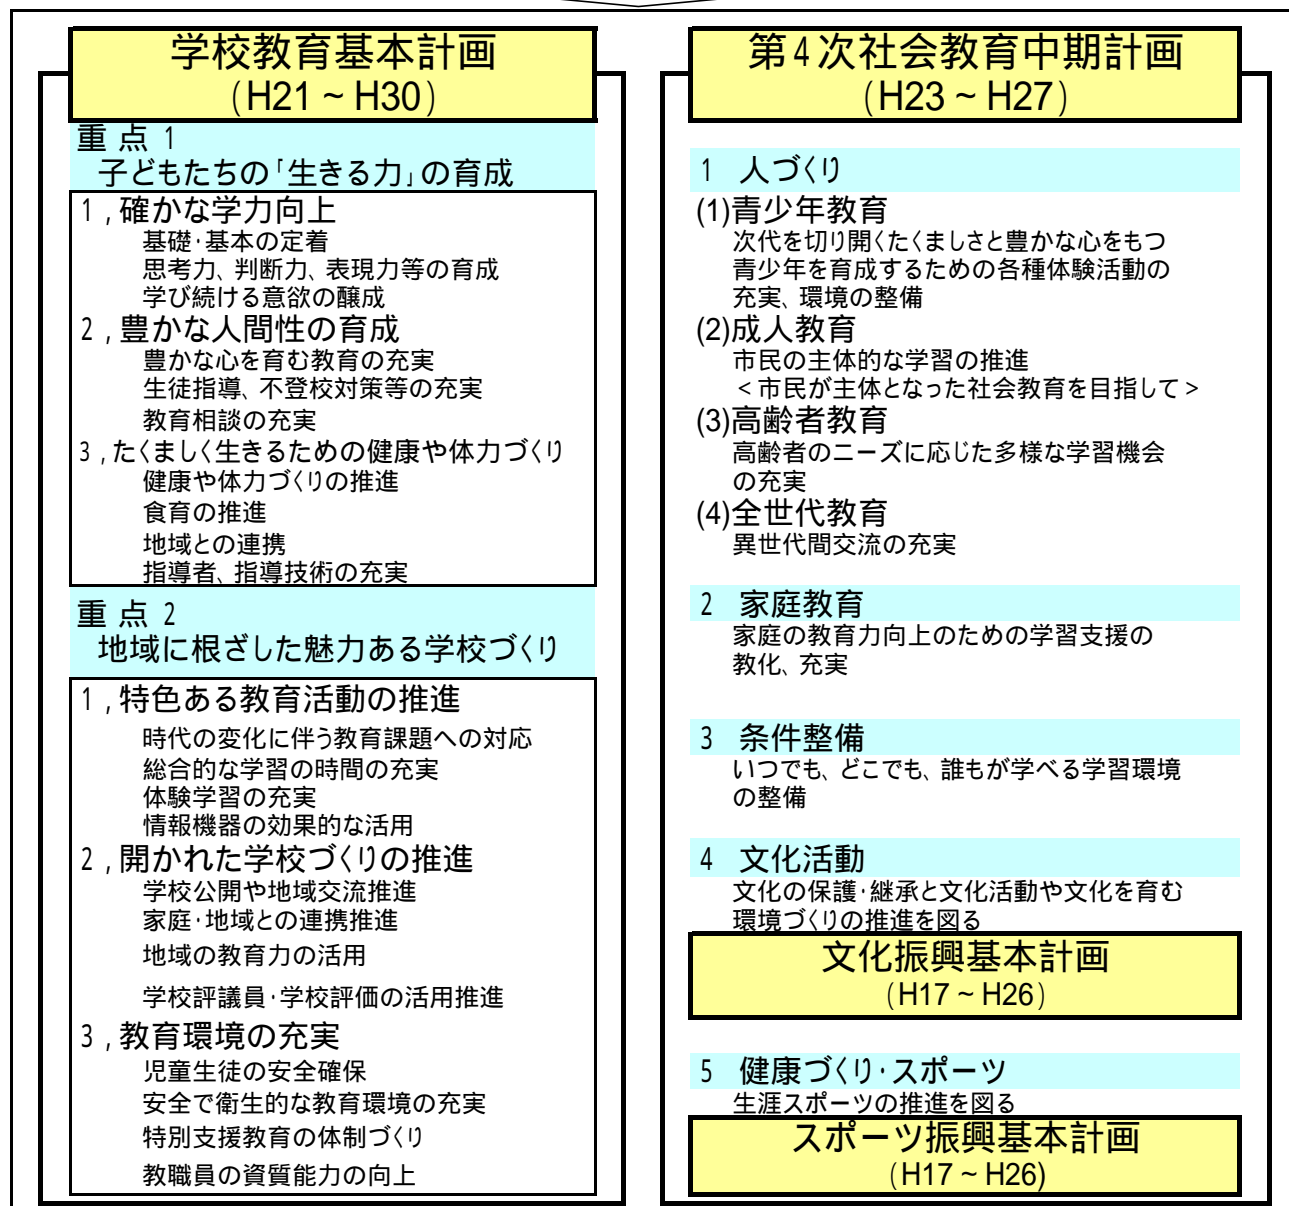 学校教育基本計画
(H21～H30)
重 点 1
子どもたちの「生きる力」の育成
1 , 確かな学力向上
基礎・基本の定着
思考力、判断力、表現力等の育成
学び続ける意欲の醸成
2 , 豊かな人間性の育成
豊かな心を育む教育の充実
生徒指導、不登校対策等の充実
教育相談の充実
3 , たくましく生きるための健康や体力づくり
健康や体力づくりの推進
食育の推進
地域との連携
指導者、指導技術の充実
重 点 2
地域に根ざした魅力ある学校づくり
1 , 特色ある教育活動の推進
時代の変化に伴う教育課題への対応
総合的な学習の時間の充実
体験学習の充実
情報機器の効果的な活用
2 , 開かれた学校づくりの推進
学校公開や地域交流推進
家庭・地域との連携推進
地域の教育力の活用
学校評議員・学校評価の活用推進
3 , 教育環境の充実
児童生徒の安全確保
安全で衛生的な教育環境の充実
特別支援教育の体制づくり
教職員の資質能力の向上
第4次社会教育中期計画
(H23～H27)
1 人づくり
(1)青少年教育
次代を切り開くたくましさと豊かな心をもつ
青少年を育成するための各種体験活動の
充実、環境の整備
(2)成人教育
市民の主体的な学習の推進
＜市民が主体となった社会教育を目指して＞
(3)高齢者教育
高齢者のニーズに応じた多様な学習機会
の充実
(4)全世代教育
異世代間交流の充実
2 家庭教育
家庭の教育力向上のための学習支援の
教化、充実
3 条件整備
いつでも、どこでも、誰もが学べる学習環境
の整備
4 文化活動
文化の保護・継承と文化活動や文化を育む
環境づくりの推進を図る
文化振興基本計画
(H17～H26)
5 健康づくり・スポーツ
生涯スポーツの推進を図る
スポーツ振興基本計画
(H17～H26)